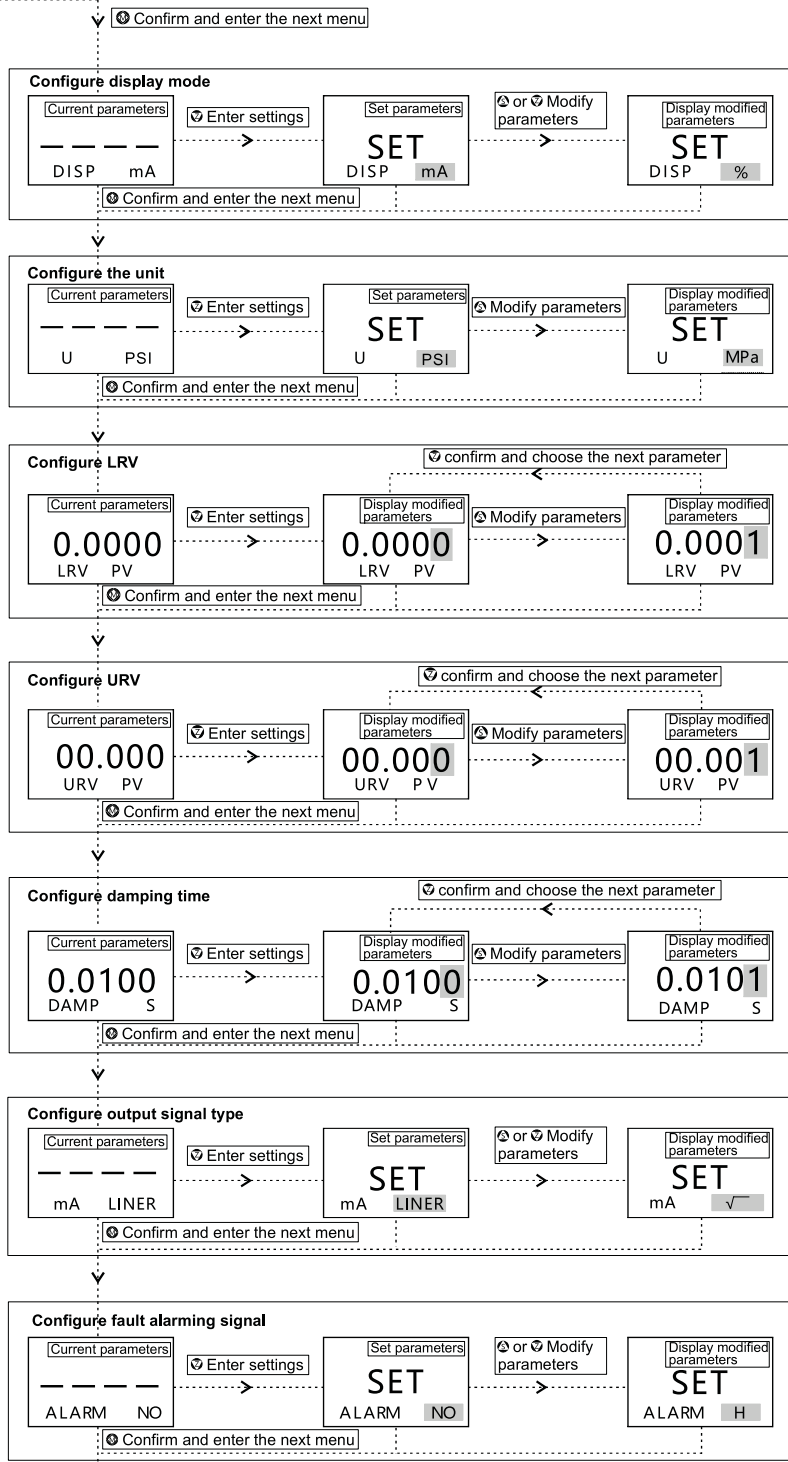 Ⓜ Confirm and enter the next menu
Configure display mode
Current parameters
_ _ _ _
DISP mA
Ⓩ Enter settings
Set parameters
SET
DISP mA
Ⓢ or Ⓩ Modify
parameters
Display modified
parameters
SET
DISP %
Ⓜ Confirm and enter the next menu
Configure the unit
Current parameters
_ _ _ _
U PSI
Ⓩ Enter settings
Set parameters
SET
U PSI
Ⓢ Modify parameters
Display modified
parameters
SET
U MPa
Ⓜ Confirm and enter the next menu
Configure LRV
Ⓩ confirm and choose the next parameter
Current parameters
0.0000
LRV PV
Ⓩ Enter settings
Display modified
parameters
0.0000
LRV PV
Ⓢ Modify parameters
Display modified
parameters
0.0001
LRV PV
Ⓜ Confirm and enter the next menu
Configure URV
Ⓩ confirm and choose the next parameter
Current parameters
00.000
URV PV
Ⓩ Enter settings
Display modified
parameters
00.000
URV P V
Ⓢ Modify parameters
Display modified
parameters
00.001
URV PV
Ⓜ Confirm and enter the next menu
Configure damping time
Ⓩ confirm and choose the next parameter
Current parameters
0.0100
DAMP S
Ⓩ Enter settings
Display modified
parameters
0.0100
DAMP S
Ⓢ Modify parameters
Display modified
parameters
0.0101
DAMP S
Ⓜ Confirm and enter the next menu
Configure output signal type
Current parameters
_ _ _ _
mA LINER
Ⓩ Enter settings
Set parameters
SET
mA LINER
Ⓢ or Ⓩ Modify
parameters
Display modified
parameters
SET
mA √
Ⓜ Confirm and enter the next menu
Configure fault alarming signal
Current parameters
_ _ _ _
ALARM NO
Ⓩ Enter settings
Set parameters
SET
ALARM NO
Ⓢ or Ⓩ Modify
parameters
Display modified
parameters
SET
ALARM H
Ⓜ Confirm and enter the next menu